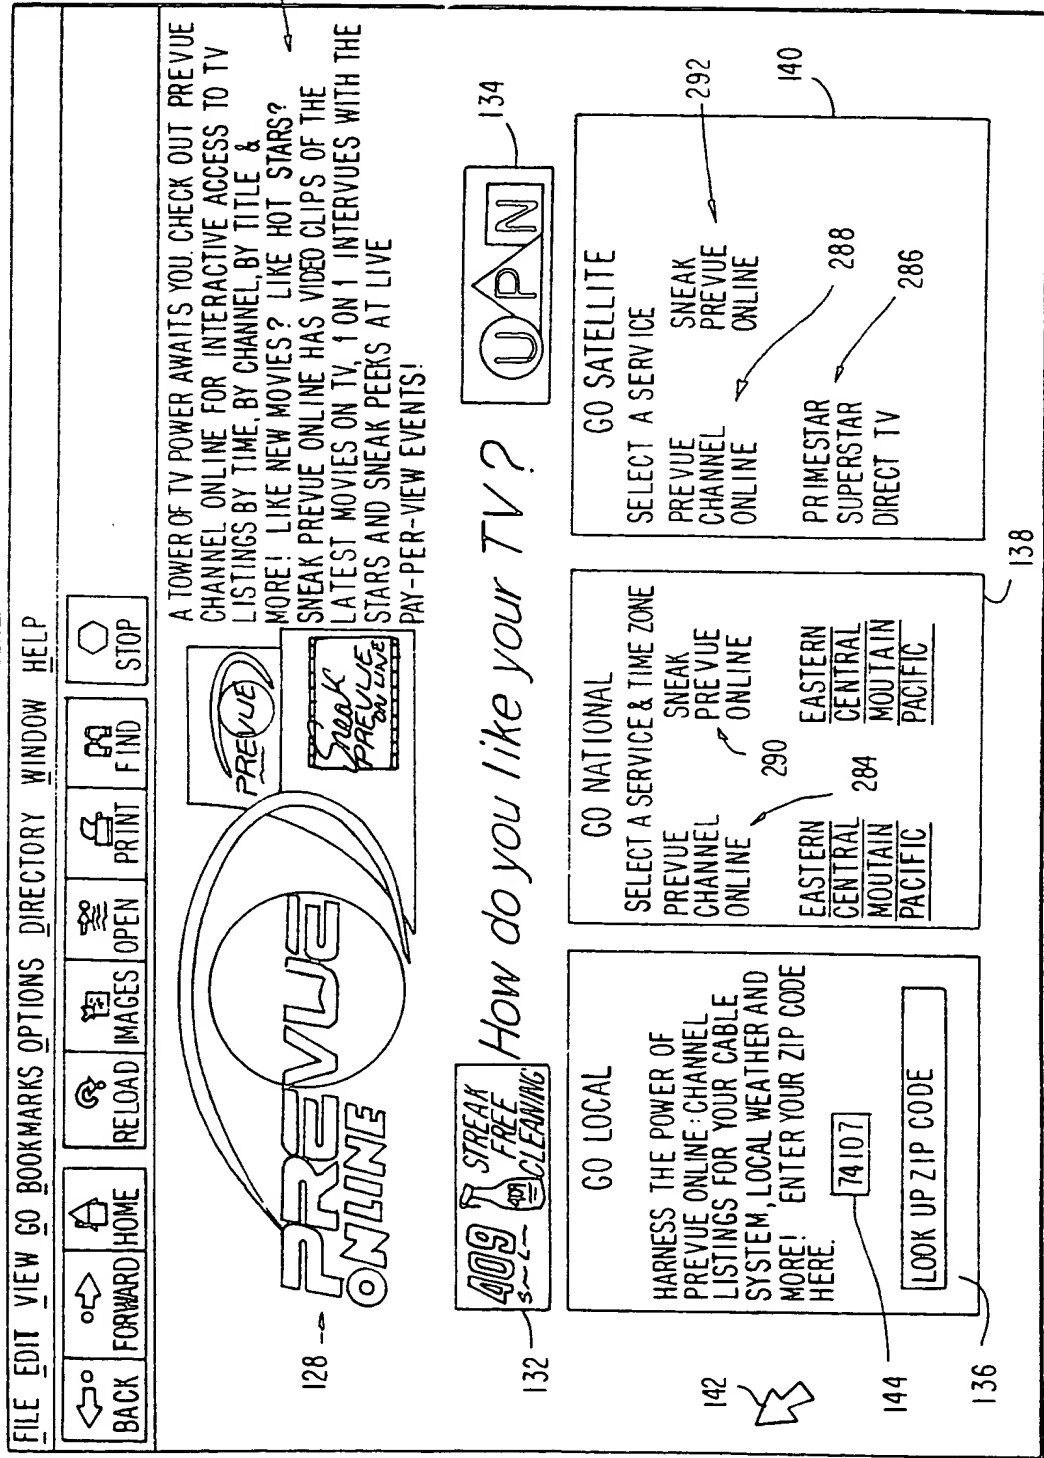 FILE EDIT VIEW GO BOOKMARKS OPTIONS DIRECTORY WINDOW HELP
BACK FORWARD HOME RELOAD IMAGES OPEN PRINT FIND STOP
128
PREVUE
ONLINE
PREVUE
Sneak
PREVUE
ON LINE
A TOWER OF TV POWER AWAITS YOU. CHECK OUT PREVUE
CHANNEL ONLINE FOR INTERACTIVE ACCESS TO TV
LISTINGS BY TIME, BY CHANNEL, BY TITLE &
MORE! LIKE NEW MOVIES? LIKE HOT STARS?
SNEAK PREVUE ONLINE HAS VIDEO CLIPS OF THE
LATEST MOVIES ON TV, 1 ON 1 INTERVUES WITH THE
STARS AND SNEAK PEEKS AT LIVE
PAY-PER-VIEW EVENTS!
132
409
STREAK
FREE
CLEANING
409
How do you like your TV?
UPN
134
142
GO LOCAL
HARNESS THE POWER OF
PREVUE ONLINE: CHANNEL
LISTINGS FOR YOUR CABLE
SYSTEM, LOCAL WEATHER AND
MORE! ENTER YOUR ZIP CODE
HERE.
74107
LOOK UP ZIP CODE
144
136
GO NATIONAL
SELECT A SERVICE & TIME ZONE
PREVUE
CHANNEL
ONLINE
284
EASTERN
CENTRAL
MOUTAIN
PACIFIC
SNEAK
PREVUE
ONLINE
290
EASTERN
CENTRAL
MOUTAIN
PACIFIC
138
GO SATELLITE
SELECT A SERVICE
PREVUE
CHANNEL
ONLINE
288
SNEAK
PREVUE
ONLINE
292
PRIMESTAR
SUPERSTAR
DIRECT TV
286
140